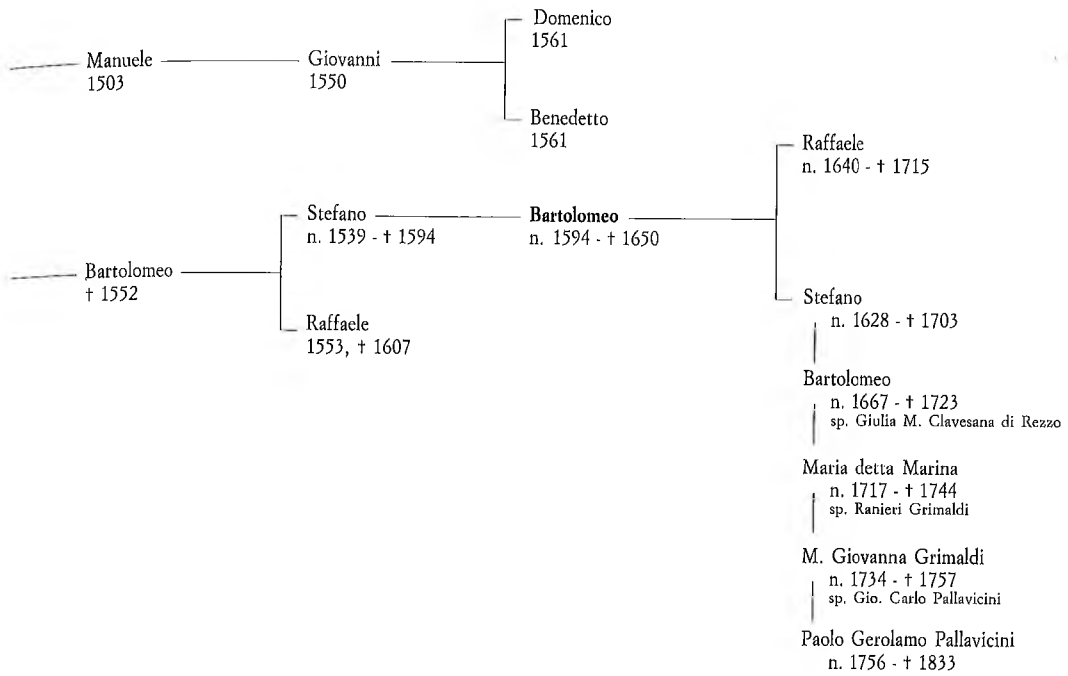 Domenico
1561
Manuele
1503
Giovanni
1550
Benedetto
1561
Raffaele
n. 1640 - † 1715
Stefano
n. 1539 - † 1594
Bartolomeo
n. 1594 - † 1650
Bartolomeo
† 1552
Raffaele
1553, † 1607
Stefano
n. 1628 - † 1703
Bartolomeo
n. 1667 - † 1723
sp. Giulia M. Clavesana di Rezzo
Maria detta Marina
n. 1717 - † 1744
sp. Ranieri Grimaldi
M. Giovanna Grimaldi
n. 1734 - † 1757
sp. Gio. Carlo Pallavicini
Paolo Gerolamo Pallavicini
n. 1756 - † 1833